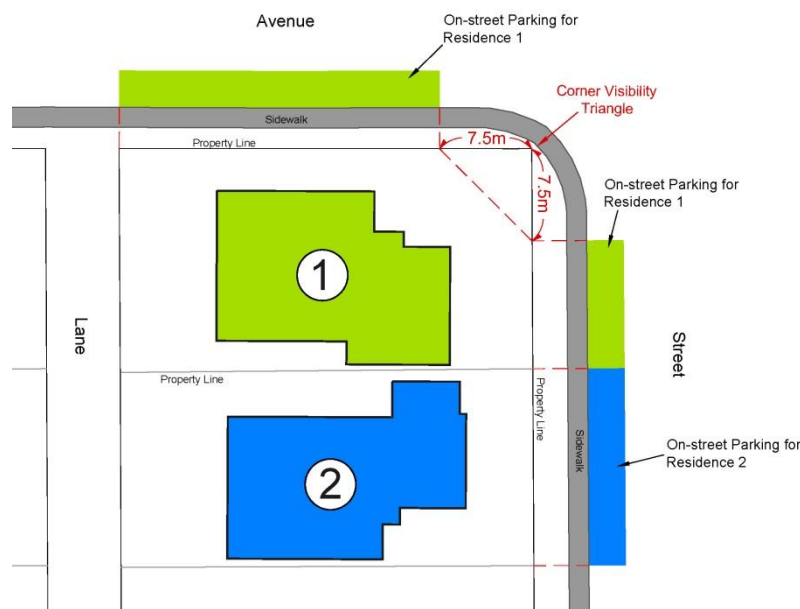 Avenue
On-street Parking for
Residence 1
Corner Visibility
Triangle
Sidewalk
Property Line
7.5m
7.5m
On-street Parking for
Residence 1
1
Lane
Street
Property Line
Property Line
Sidewalk
On-street Parking for
Residence 2
2